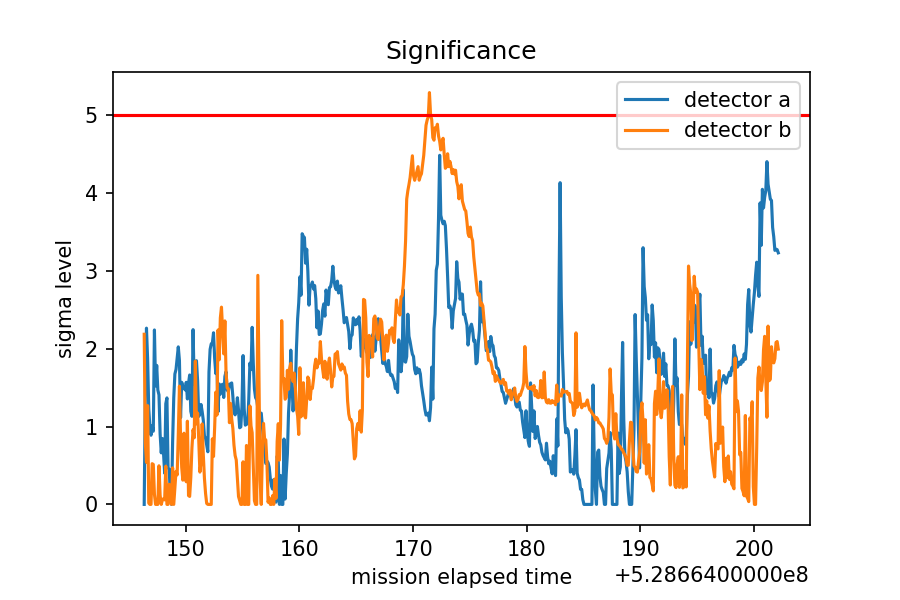 Significance
detector a
detector b
sigma level
5
4
3
2
1
0
150 160 170 180 190 200
mission elapsed time
+5.2866400000e8